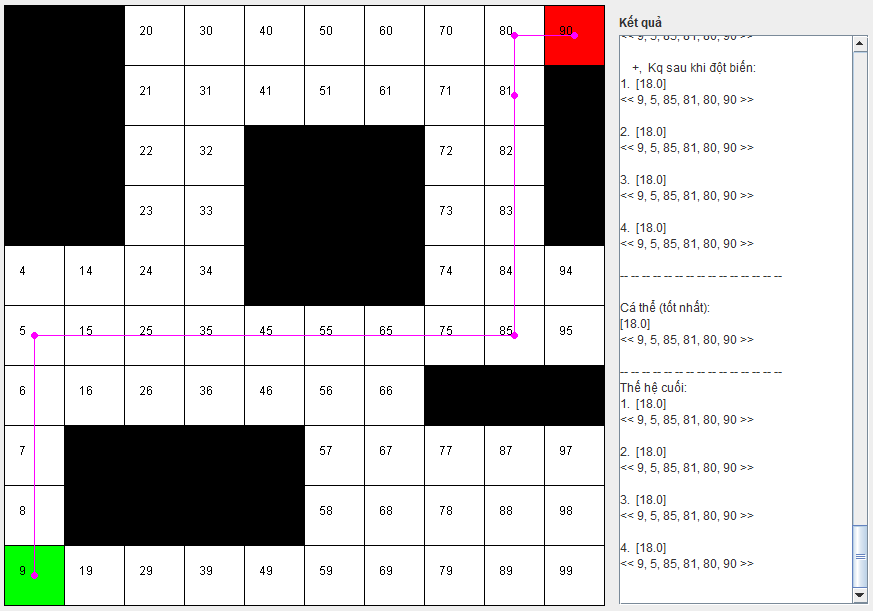 20 30 40 50 60 70 80 90
21 31 41 51 61 71 81
22 32 72 82
23 33 73 83
4 14 24 34 74 84 94
5 15 25 35 45 55 65 75 85 95
6 16 26 36 46 56 66
7 57 67 77 87 97
8 58 68 78 88 98
9 19 29 39 49 59 69 79 89 99
Kết quả
<< 9, 5, 85, 81, 80, 90 >>
+, Kq sau khi đột biến:
1. [18.0]
<< 9, 5, 85, 81, 80, 90 >>
2. [18.0]
<< 9, 5, 85, 81, 80, 90 >>
3. [18.0]
<< 9, 5, 85, 81, 80, 90 >>
4. [18.0]
<< 9, 5, 85, 81, 80, 90 >>
-- -- -- -- -- -- -- -- -- -- -- -- -- -- --
Cá thể (tốt nhất):
[18.0]
<< 9, 5, 85, 81, 80, 90 >>
-- -- -- -- -- -- -- -- -- -- -- -- -- -- --
Thế hệ cuối:
1. [18.0]
<< 9, 5, 85, 81, 80, 90 >>
2. [18.0]
<< 9, 5, 85, 81, 80, 90 >>
3. [18.0]
<< 9, 5, 85, 81, 80, 90 >>
4. [18.0]
<< 9, 5, 85, 81, 80, 90 >>